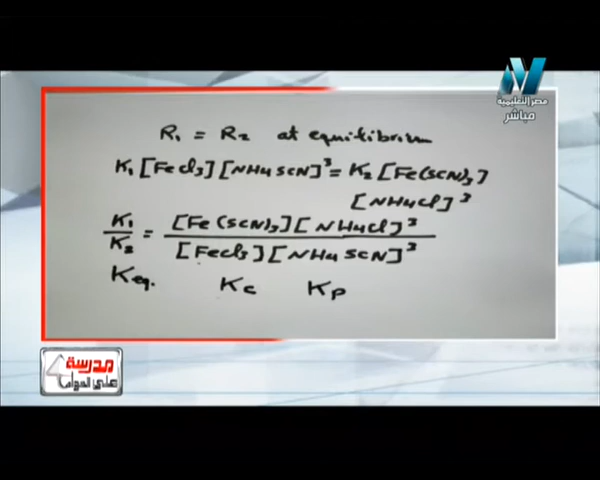 مصر التعليمية
مباشر
R₁ = R₂ at equilibrium
K₁[FeCl₃][NH₄SCN]³ = K₂[Fe(SCN)₃]
[NH₄Cl]³
K₁/K₂ = [Fe(SCN)₃][NH₄Cl]³ / [FeCl₃][NH₄SCN]³
Keq. Kc Kp
مدرسة
على الهواء